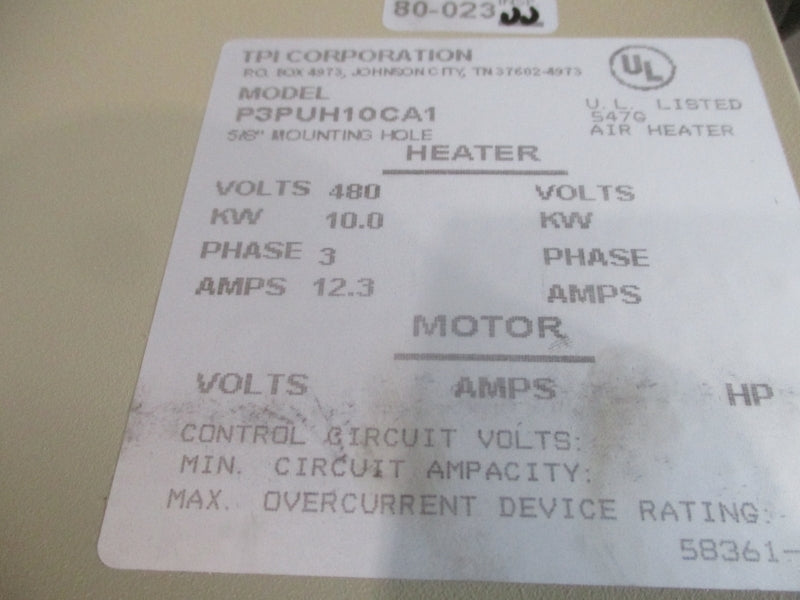 80-023
TPI CORPORATION
P.O. BOX 4973, JOHNSON CITY, TN 37602-4973
UL
MODEL
P3PUH10CA1
5/8" MOUNTING HOLE
U.L. LISTED
547G
AIR HEATER
HEATER
VOLTS 480 VOLTS
KW 10.0 KW
PHASE 3 PHASE
AMPS 12.3 AMPS
MOTOR
VOLTS AMPS HP
CONTROL CIRCUIT VOLTS:
MIN. CIRCUIT AMPACITY:
MAX. OVERCURRENT DEVICE RATING:
58361-